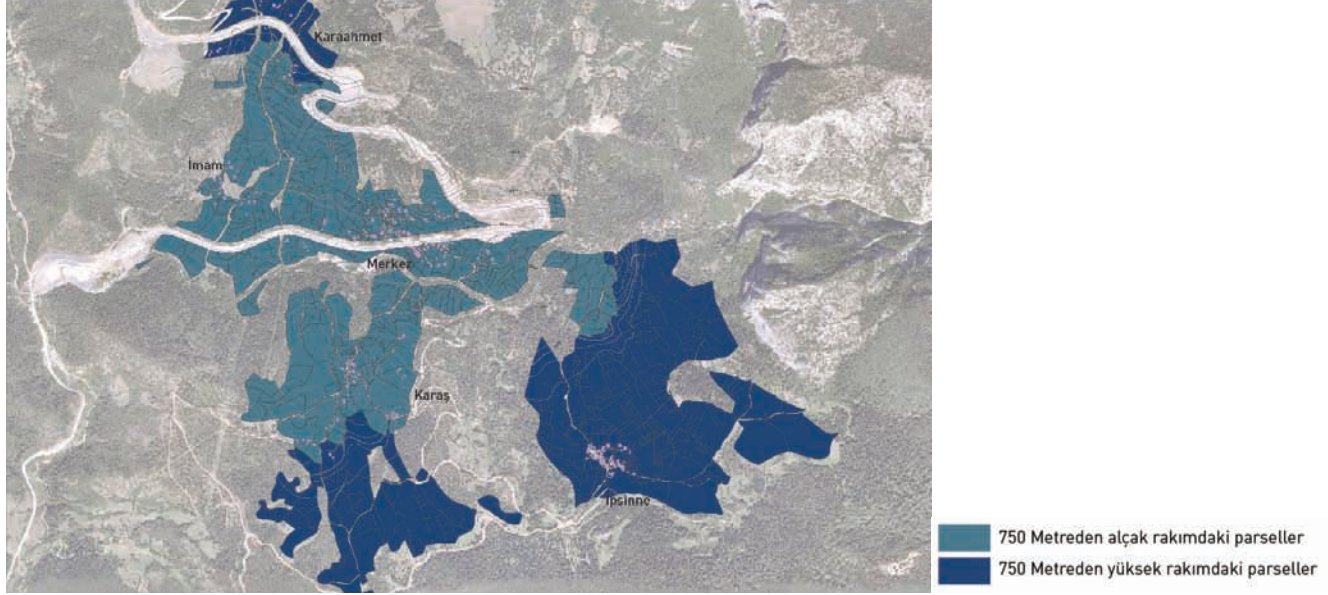 Karaahmet
İmam
Merkez
Karaş
İpsinne
750 Metreden alçak rakımdaki parseller
750 Metreden yüksek rakımdaki parseller